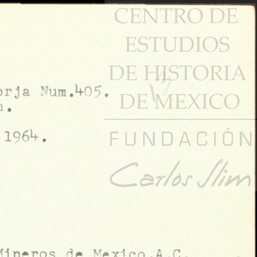 CENTRO DE
ESTUDIOS
DE HISTORIA
DE MEXICO
FUNDACIÓN
Carlos Slim
orja Num.405.
n.
1964.
Mineros de Mexico,A.C.